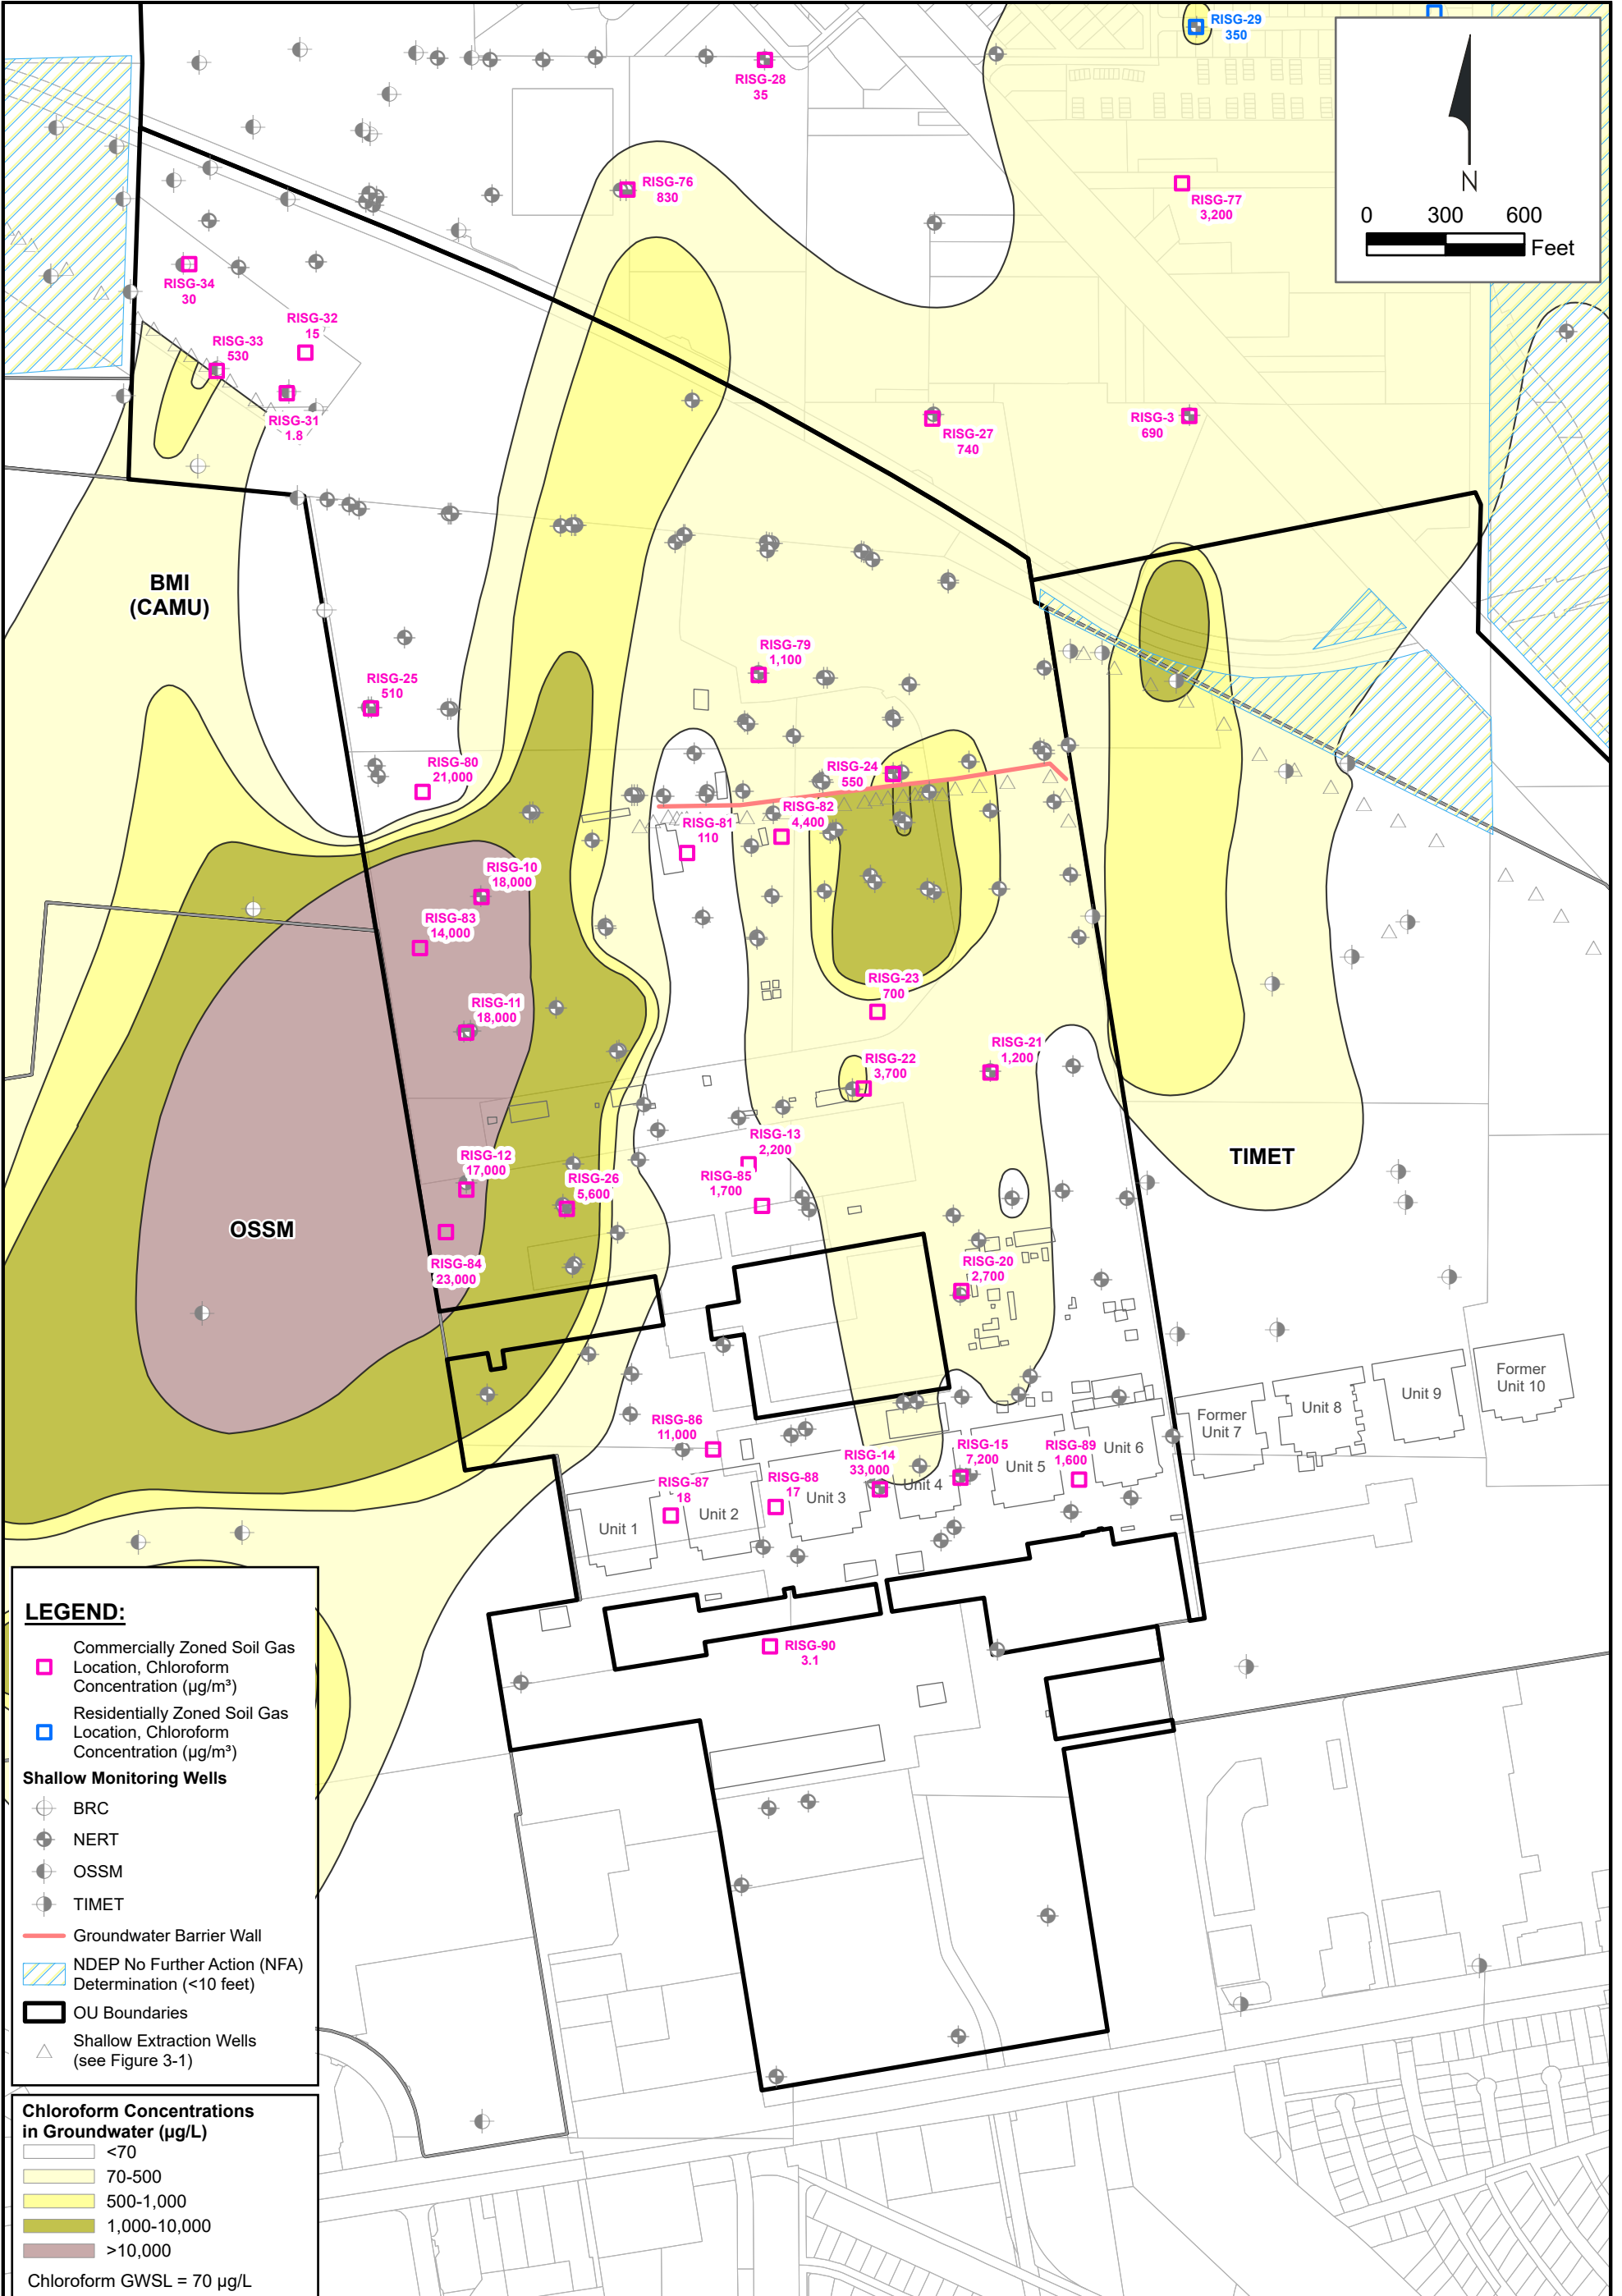 RISG-29
350
RISG-28
35
N
0 300 600
Feet
RISG-76
830
RISG-77
3,200
RISG-34
30
RISG-32
15
RISG-33
530
RISG-31
1.8
RISG-27
740
RISG-3
690
BMI
(CAMU)
RISG-79
1,100
RISG-25
510
RISG-80
21,000
RISG-24
550
RISG-82
4,400
RISG-81
110
RISG-10
18,000
RISG-83
14,000
RISG-23
700
RISG-11
18,000
RISG-21
1,200
RISG-22
3,700
RISG-13
2,200
RISG-12
17,000
RISG-26
5,600
RISG-85
1,700
TIMET
OSSM
RISG-84
23,000
RISG-20
2,700
Former
Unit 10
Unit 9
Unit 8
Former
Unit 7
RISG-86
11,000
RISG-14
33,000
RISG-15
7,200
RISG-89
1,600
Unit 6
Unit 5
Unit 4
RISG-87
18
RISG-88
17
Unit 3
Unit 2
Unit 1
RISG-90
3.1
LEGEND:
Commercially Zoned Soil Gas
Location, Chloroform
Concentration (µg/m³)
Residentially Zoned Soil Gas
Location, Chloroform
Concentration (µg/m³)
Shallow Monitoring Wells
BRC
NERT
OSSM
TIMET
Groundwater Barrier Wall
NDEP No Further Action (NFA)
Determination (<10 feet)
OU Boundaries
Shallow Extraction Wells
(see Figure 3-1)
Chloroform Concentrations
in Groundwater (µg/L)
<70
70-500
500-1,000
1,000-10,000
>10,000
Chloroform GWSL = 70 µg/L